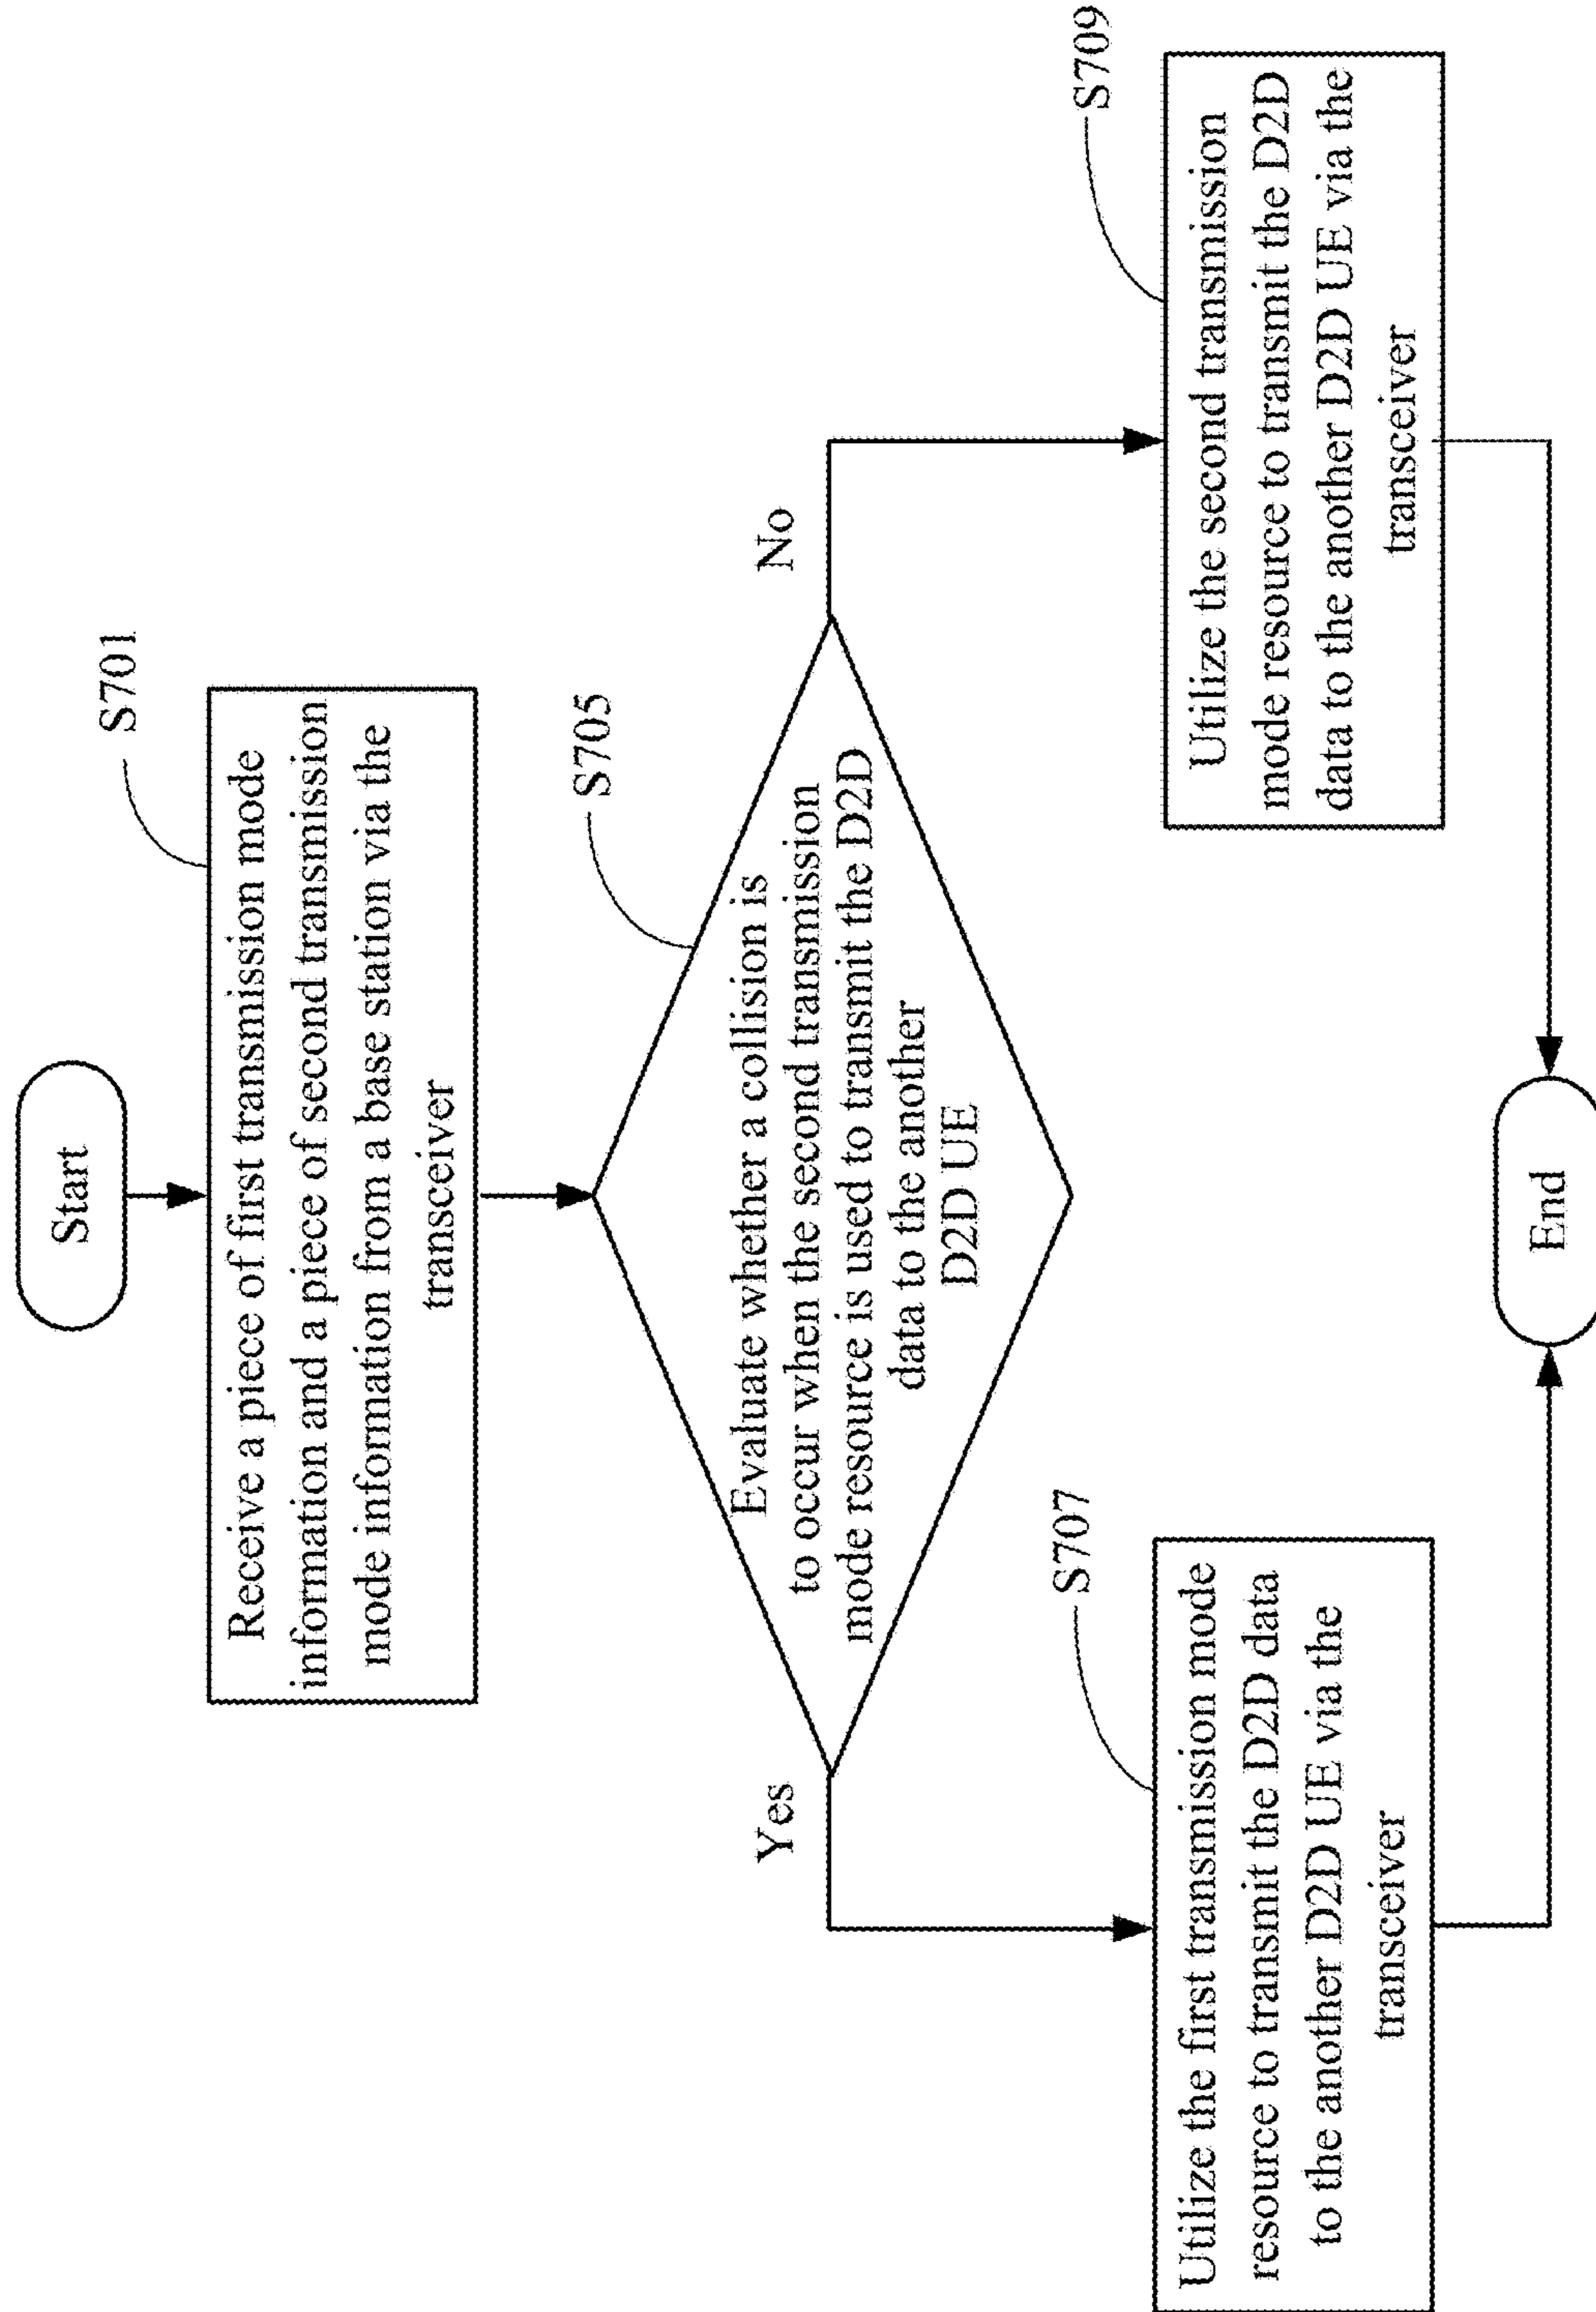 Start
S701
Receive a piece of first transmission mode
information and a piece of second transmission
mode information from a base station via the
transceiver
S705
Evaluate whether a collision is
to occur when the second transmission
mode resource is used to transmit the D2D
data to the another
D2D UE
Yes
No
S707
Utilize the first transmission mode
resource to transmit the D2D data
to the another D2D UE via the
transceiver
S709
Utilize the second transmission
mode resource to transmit the D2D
data to the another D2D UE via the
transceiver
End